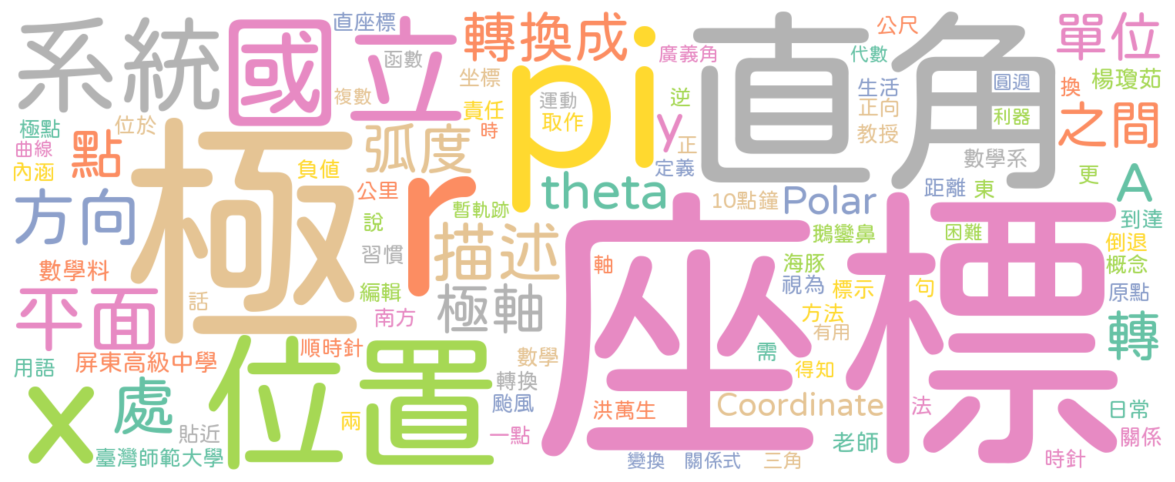 系統
國立
直座標
函數
轉換成
pi
廣義角
公尺
代數
直角
單位
楊瓊茹
複數
坐標
責任
時
運動
取作
逆
y
正
生活
正向
教授
圓週
利器
換
之間
極點
位於
曲線
內涵
點
極
弧度
負值
公里
r
theta
定義
數學系
更
A
10點鐘
Polar
距離
東
到達
方向
說
習慣
暫軌跡
描述
座標
鵝鑾鼻
困難
倒退
概念
數學料
編輯
極軸
軸
海豚
視為
標示
句
原點
平面
話
南方
方法
有用
轉
用語
屏東高級中學
順時針
位置
數學
轉換
需
得知
x
處
颱風
兩
洪萬生
Coordinate
法
日常
貼近
一點
老師
關係
臺灣師範大學
變換
關係式
三角
時針